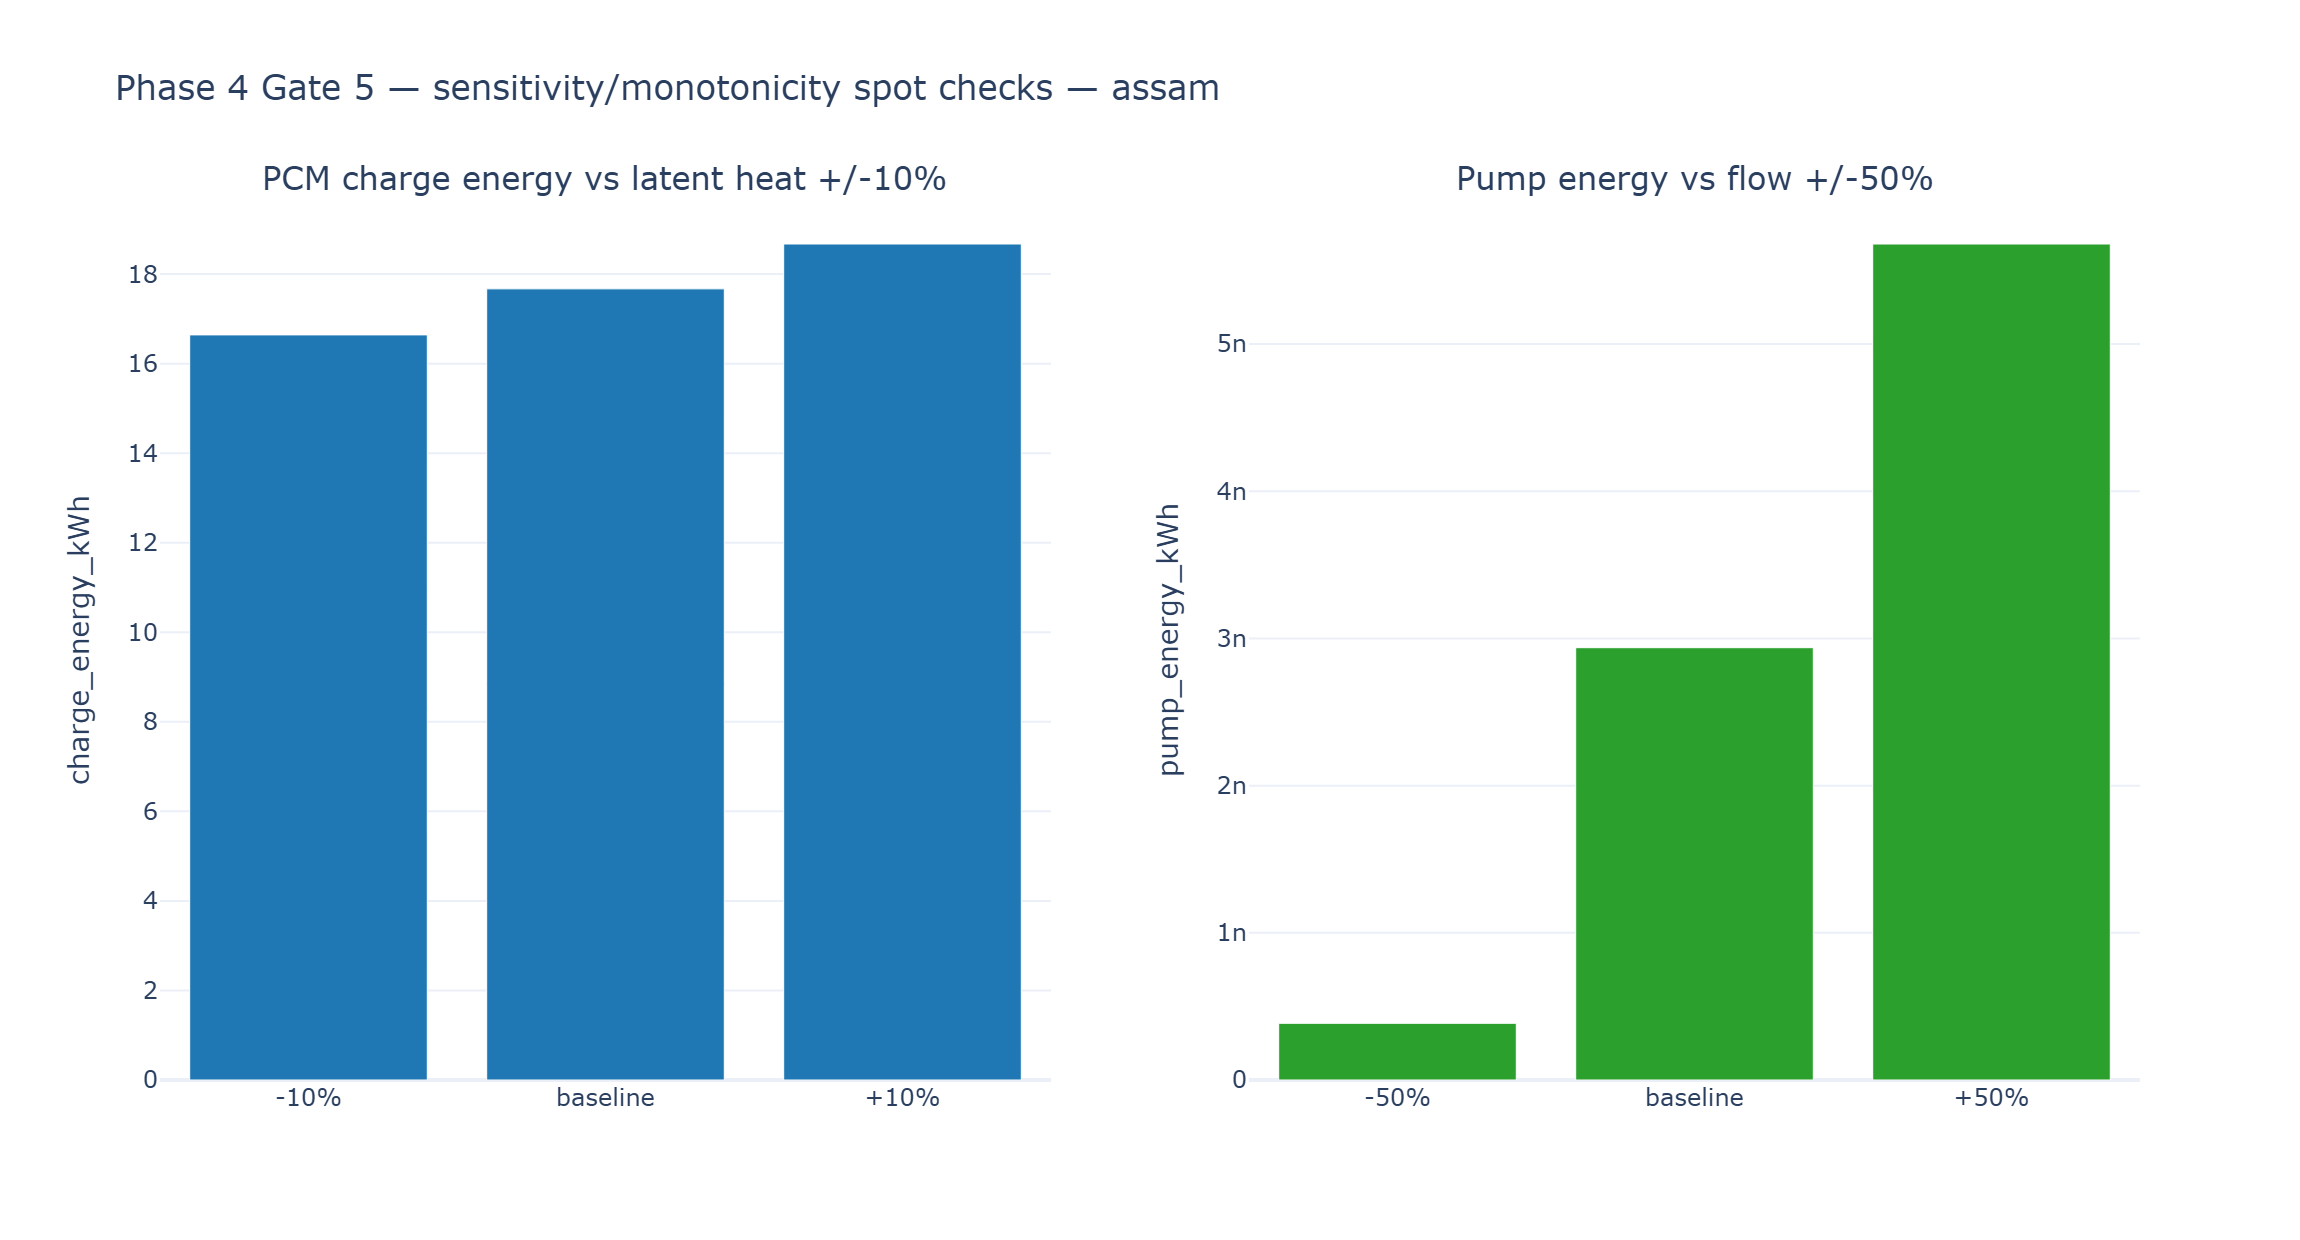 Phase 4 Gate 5 — sensitivity/monotonicity spot checks — assam
PCM charge energy vs latent heat +/-10%
charge_energy_kWh
18
16
14
12
10
8
6
4
2
0
-10%
baseline
+10%
Pump energy vs flow +/-50%
pump_energy_kWh
5n
4n
3n
2n
1n
0
-50%
baseline
+50%